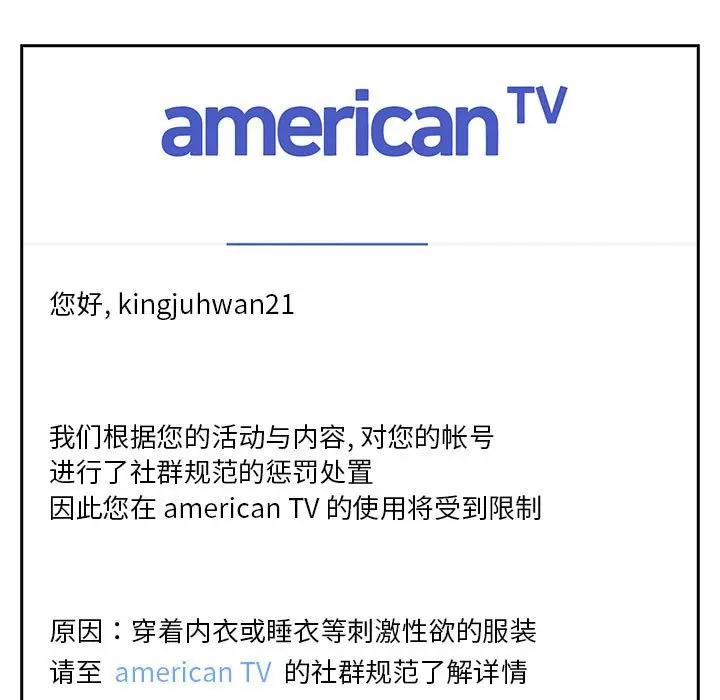 american TV
您好, kingjuhwan21
我们根据您的活动与内容, 对您的帐号
进行了社群规范的惩罚处置
因此您在 american TV 的使用将受到限制
原因：穿着内衣或睡衣等刺激性欲的服装
请至 american TV 的社群规范了解详情